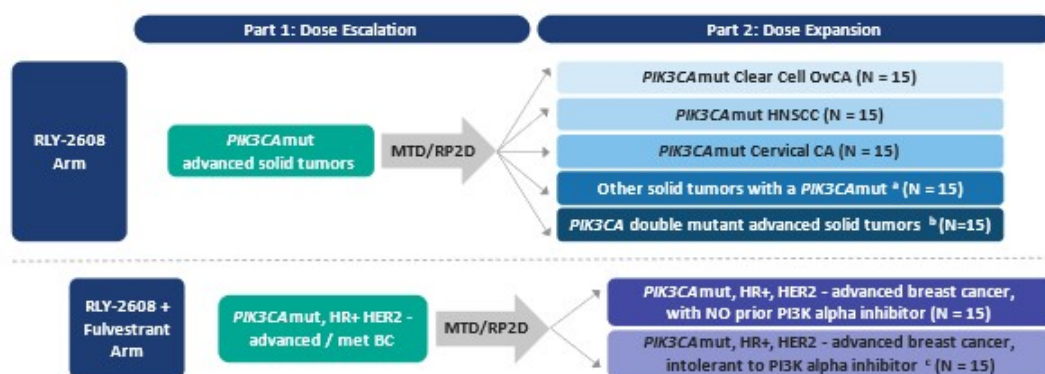 Part 1: Dose Escalation
Part 2: Dose Expansion
RLY-2608
Arm
PIK3CAmut
advanced solid tumors
MTD/RP2D
PIK3CAmut Clear Cell OvCA (N = 15)
PIK3CAmut HNSCC (N = 15)
PIK3CAmut Cervical CA (N = 15)
Other solid tumors with a PIK3CAmut a (N = 15)
PIK3CA double mutant advanced solid tumors b (N=15)
RLY-2608 +
Fulvestrant
Arm
PIK3CAmut, HR+ HER2 -
advanced / met BC
MTD/RP2D
PIK3CAmut, HR+, HER2 - advanced breast cancer,
with NO prior PI3K alpha inhibitor (N = 15)
PIK3CAmut, HR+, HER2 - advanced breast cancer,
intolerant to PI3K alpha inhibitor c (N = 15)